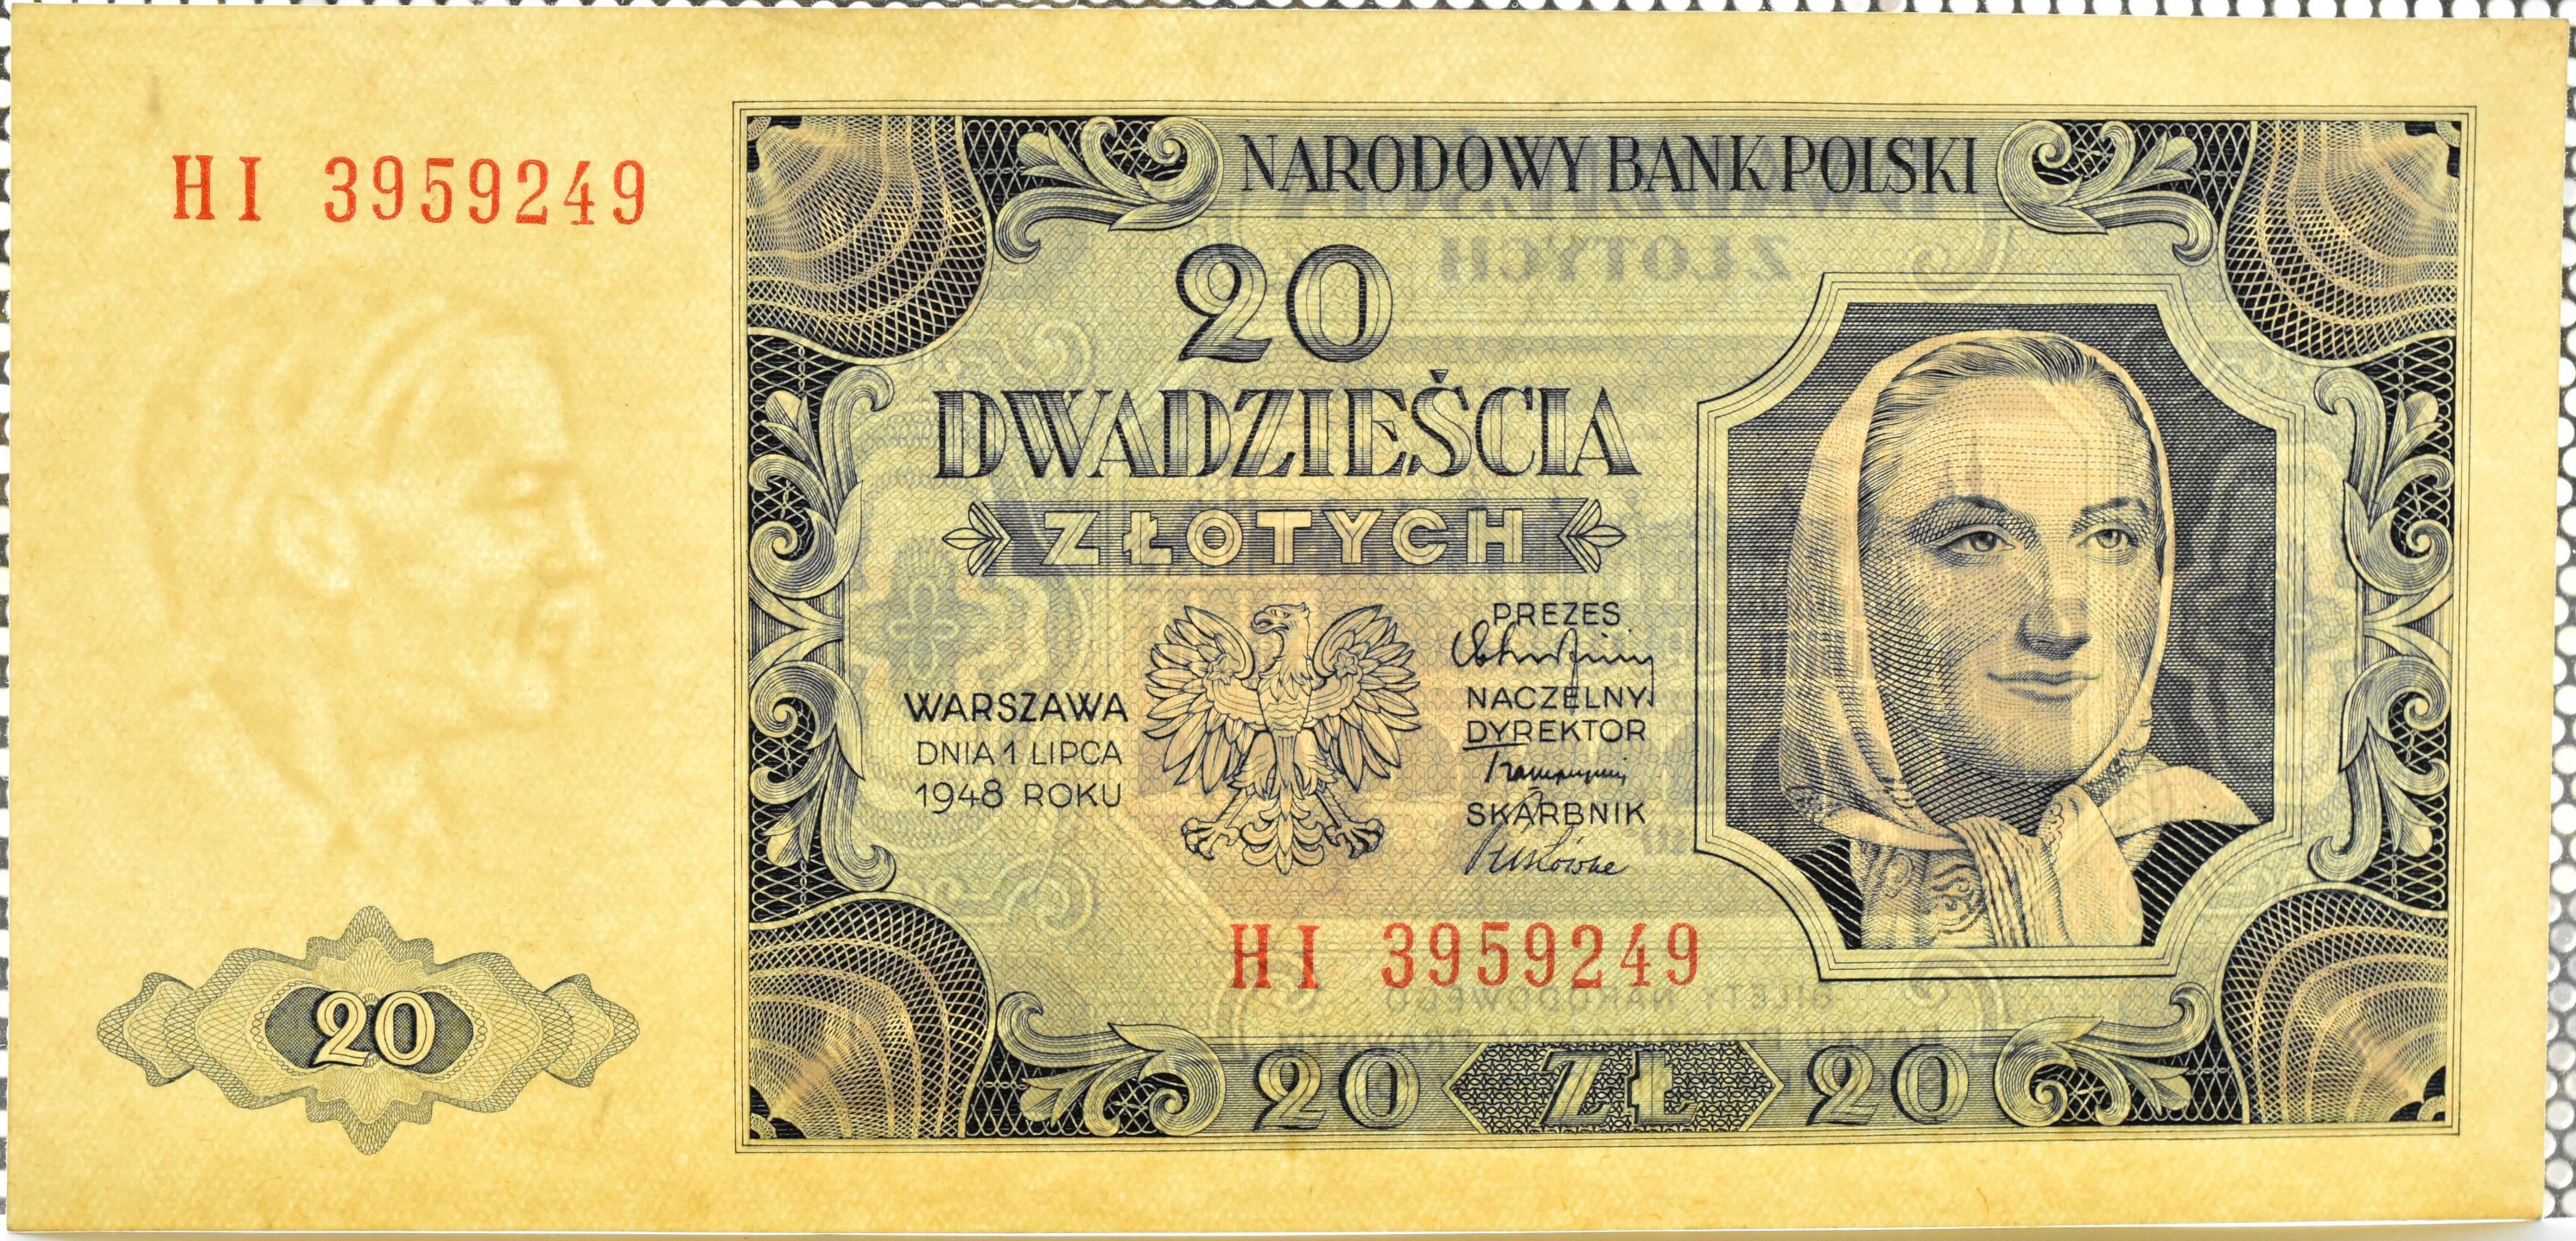 HI 3959249
NARODOWY BANK POLSKI
20
DWADZIEŚCIA
ZŁOTYCH
WARSZAWA
DNIA 1 LIPCA
1948 ROKU
PREZES
NACZELNY
DYREKTOR
SKARBNIK
HI 3959249
20
20 ZŁ 20